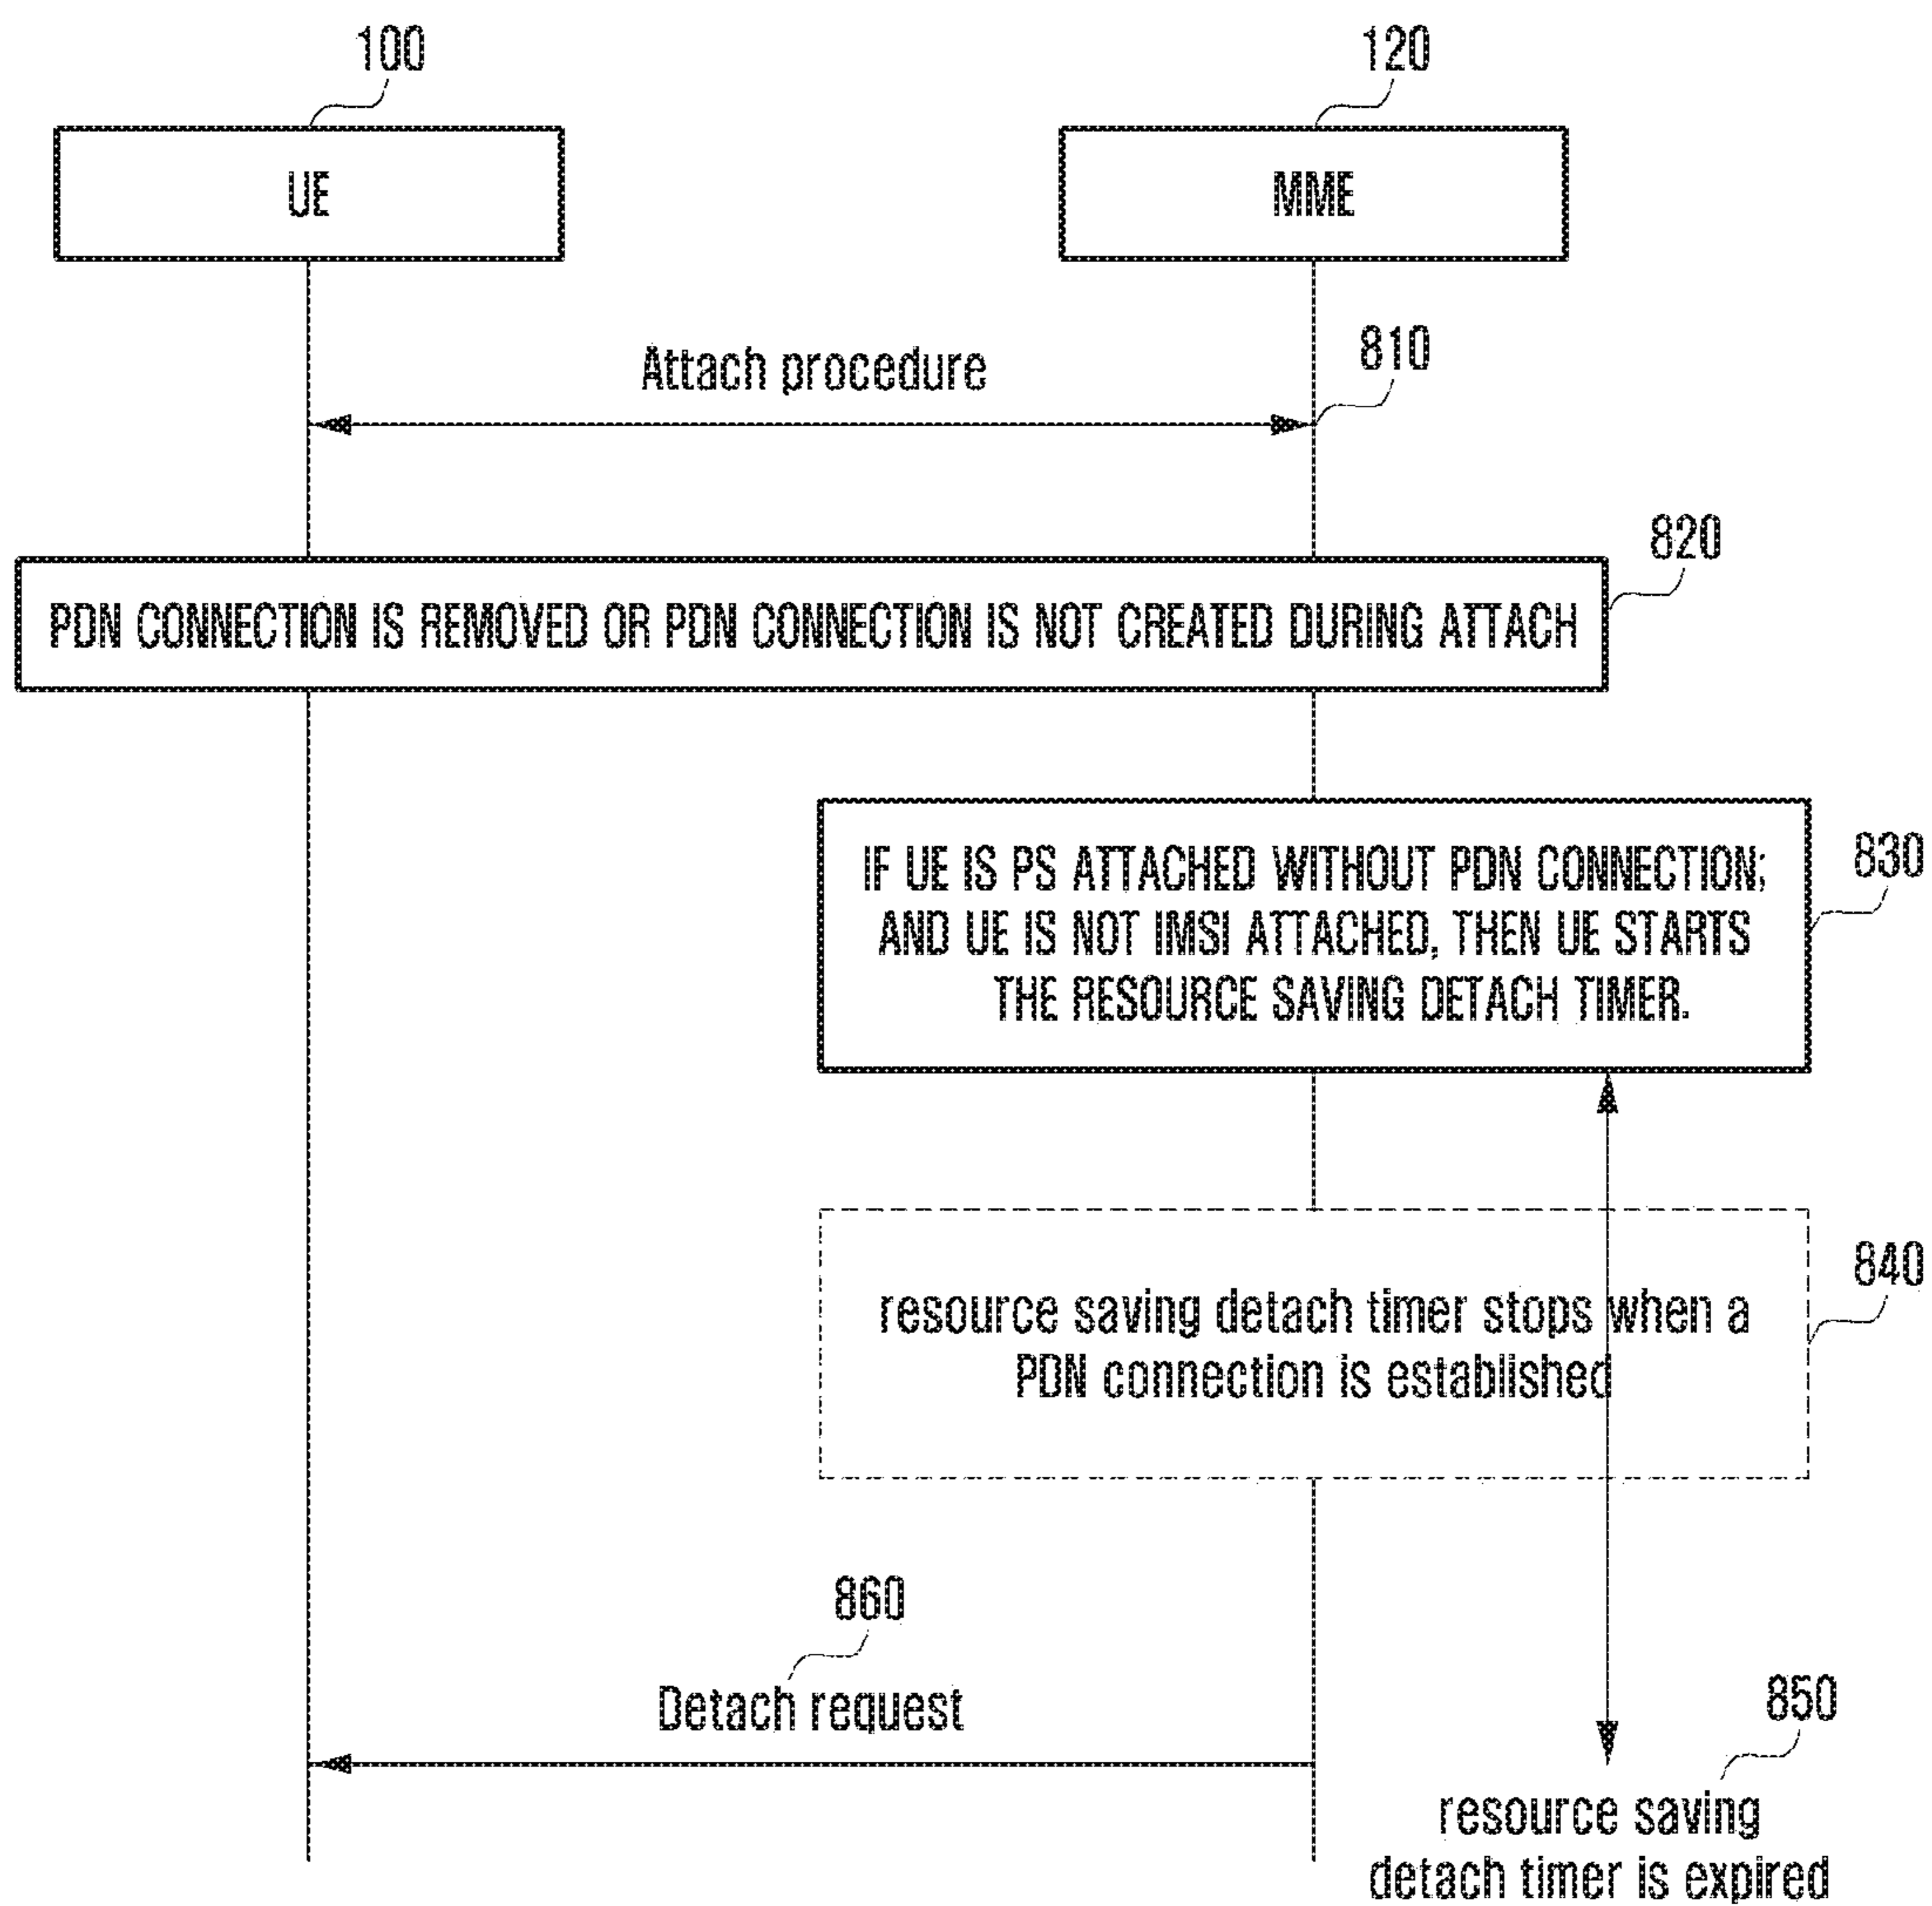 100
120
UE
MME
810
Attach procedure
820
PDN CONNECTION IS REMOVED OR PDN CONNECTION IS NOT CREATED DURING ATTACH
830
IF UE IS PS ATTACHED WITHOUT PDN CONNECTION;
AND UE IS NOT IMSI ATTACHED, THEN UE STARTS
THE RESOURCE SAVING DETACH TIMER.
840
resource saving detach timer stops when a
PDN connection is established
860
Detach request
850
resource saving
detach timer is expired